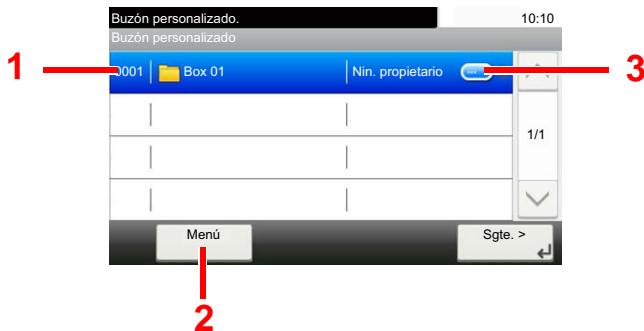 Buzón personalizado. 10:10
Buzón personalizado
1 0001 Box 01 Nin. propietario ... 3
1/1
Menú Sgte. >
2